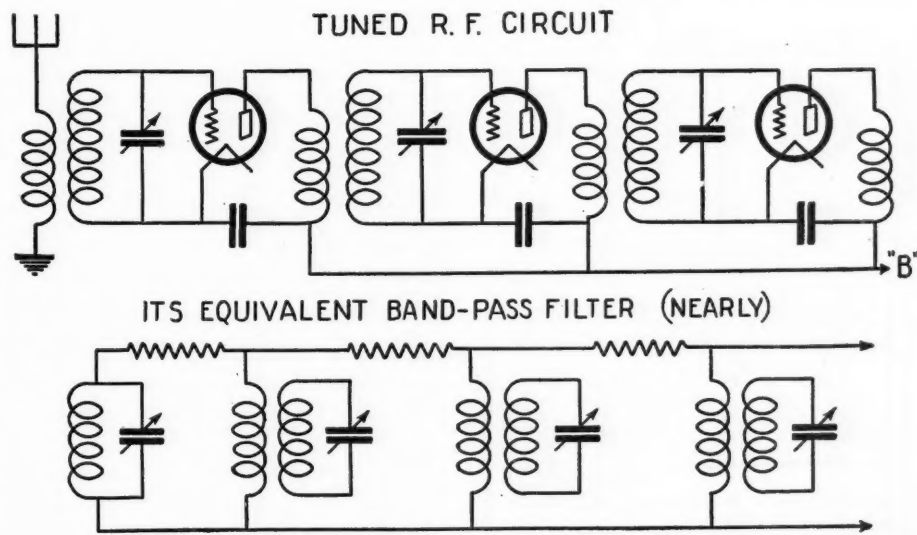 TUNED R. F. CIRCUIT
"B"
ITS EQUIVALENT BAND-PASS FILTER (NEARLY)